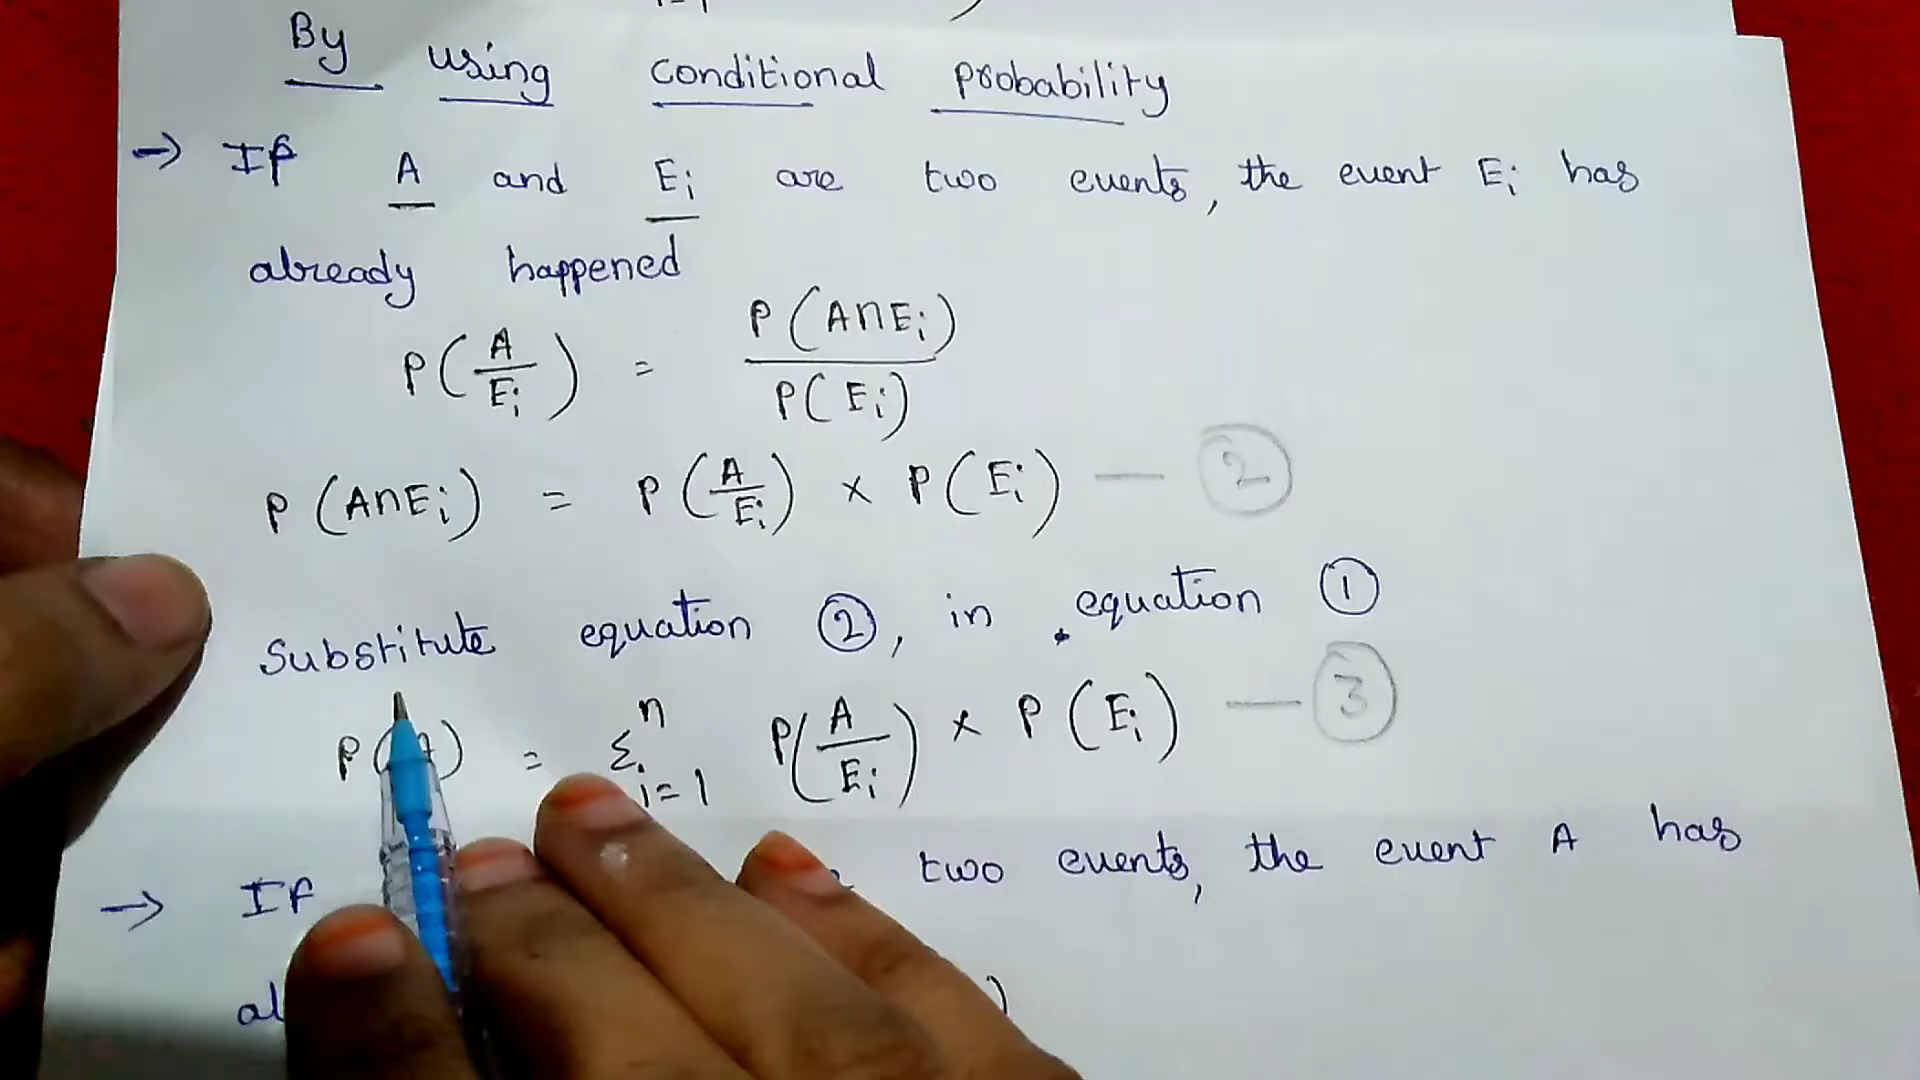 By using conditional probability
→ If A and Ei are two events, the event Ei has
already happened
P(A/Ei) = P(A∩Ei)/P(Ei)
P(A∩Ei) = P(A/Ei) × P(Ei) — ②
Substitute equation ②, in equation ①
P(A) = Σ n i=1 P(A/Ei) × P(Ei) — ③
→ If two events, the event A has